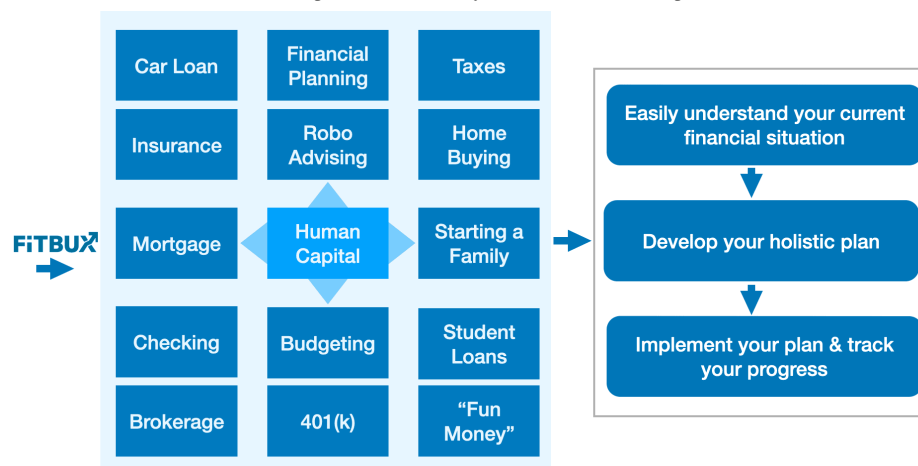 Car Loan
Financial
Planning
Taxes
Insurance
Robo
Advising
Home
Buying
FiTBUX
Mortgage
Human
Capital
Starting a
Family
Checking
Budgeting
Student
Loans
Brokerage
401(k)
“Fun
Money”
Easily understand your current
financial situation
Develop your holistic plan
Implement your plan & track
your progress